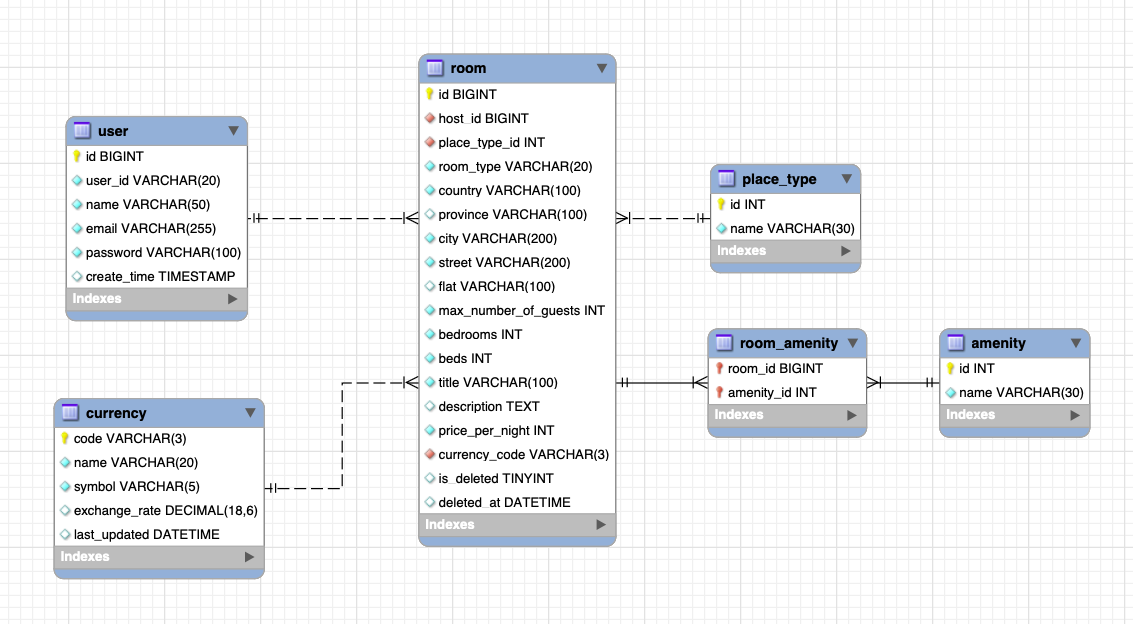 room
id BIGINT
host_id BIGINT
place_type_id INT
room_type VARCHAR(20)
country VARCHAR(100)
province VARCHAR(100)
city VARCHAR(200)
street VARCHAR(200)
flat VARCHAR(100)
max_number_of_guests INT
bedrooms INT
beds INT
title VARCHAR(100)
description TEXT
price_per_night INT
currency_code VARCHAR(3)
is_deleted TINYINT
deleted_at DATETIME
Indexes
user
id BIGINT
user_id VARCHAR(20)
name VARCHAR(50)
email VARCHAR(255)
password VARCHAR(100)
create_time TIMESTAMP
Indexes
place_type
id INT
name VARCHAR(30)
Indexes
room_amenity
room_id BIGINT
amenity_id INT
Indexes
amenity
id INT
name VARCHAR(30)
Indexes
currency
code VARCHAR(3)
name VARCHAR(20)
symbol VARCHAR(5)
exchange_rate DECIMAL(18,6)
last_updated DATETIME
Indexes